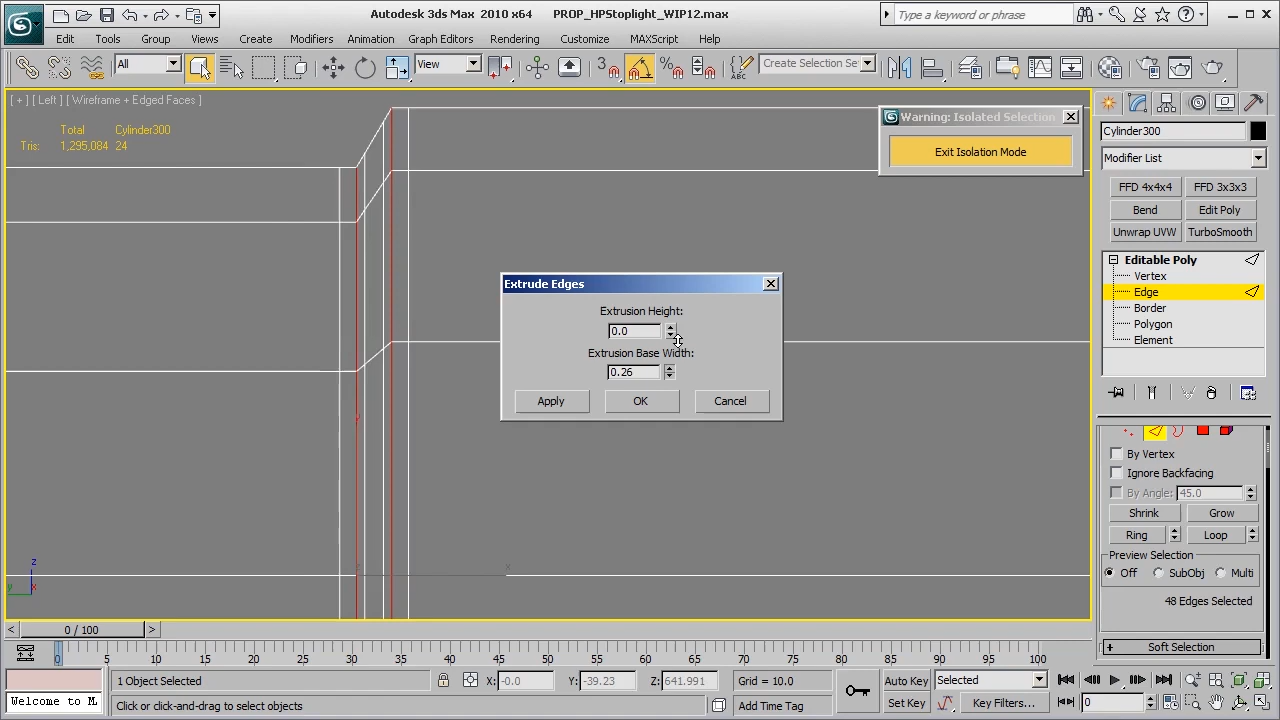 Autodesk 3ds Max 2010 x64 PROP_HPStoplight_WIP12.max
Type a keyword or phrase
Edit Tools Group Views Create Modifiers Animation Graph Editors Rendering Customize MAXScript Help
All
View
3
Create Selection Se
[ + ] [ Left ] [ Wireframe + Edged Faces ]
Total Cylinder300
Tris: 1,295,084 24
Warning: Isolated Selection
Exit Isolation Mode
Extrude Edges
Extrusion Height:
0.0
Extrusion Base Width:
0.26
Apply OK Cancel
z
y
x
x
Cylinder300
Modifier List
FFD 4x4x4 FFD 3x3x3
Bend Edit Poly
Unwrap UVW TurboSmooth
Editable Poly
Vertex
Edge
Border
Polygon
Element
By Vertex
Ignore Backfacing
By Angle: 45.0
Shrink Grow
Ring Loop
Preview Selection
Off SubObj Multi
48 Edges Selected
+ Soft Selection
< 0 / 100 >
0 5 10 15 20 25 30 35 40 45 50 55 60 65 70 75 80 85 90 95 100
1 Object Selected X: -0.0 Y: -39.23 Z: 641.991 Grid = 10.0 Auto Key Selected
Welcome to M
Click or click-and-drag to select objects Add Time Tag Set Key Key Filters... 0